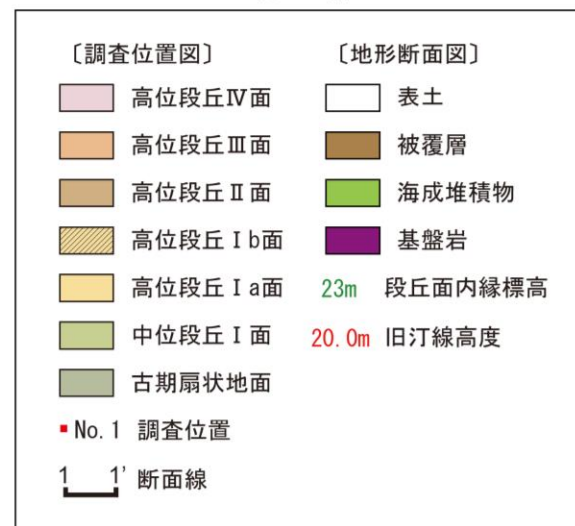 〔調査位置図〕
高位段丘Ⅳ面
高位段丘Ⅲ面
高位段丘Ⅱ面
高位段丘Ⅰb面
高位段丘Ⅰa面
中位段丘Ⅰ面
古期扇状地面
No. 1 調査位置
1 1' 断面線
〔地形断面図〕
表土
被覆層
海成堆積物
基盤岩
23m 段丘面内縁標高
20.0m 旧汀線高度